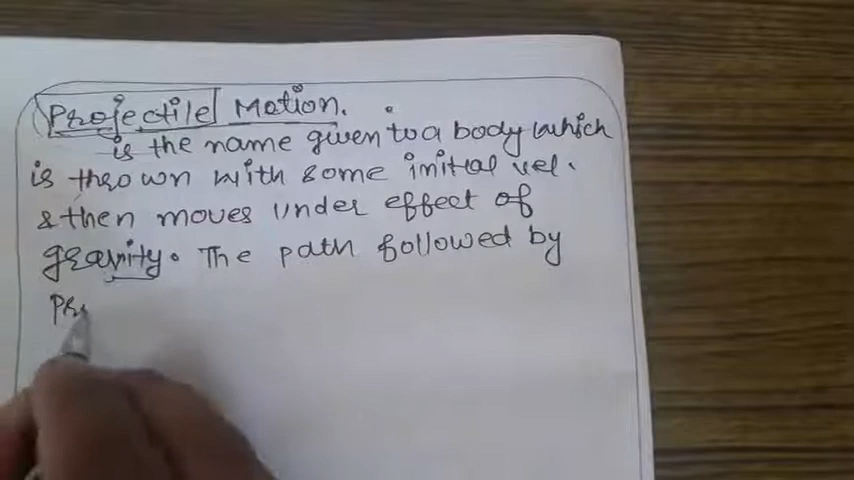 Projectile Motion.
is the name given to a body which
is thrown with some initial vel.
& then moves under effect of
gravity. The path followed by
Pro